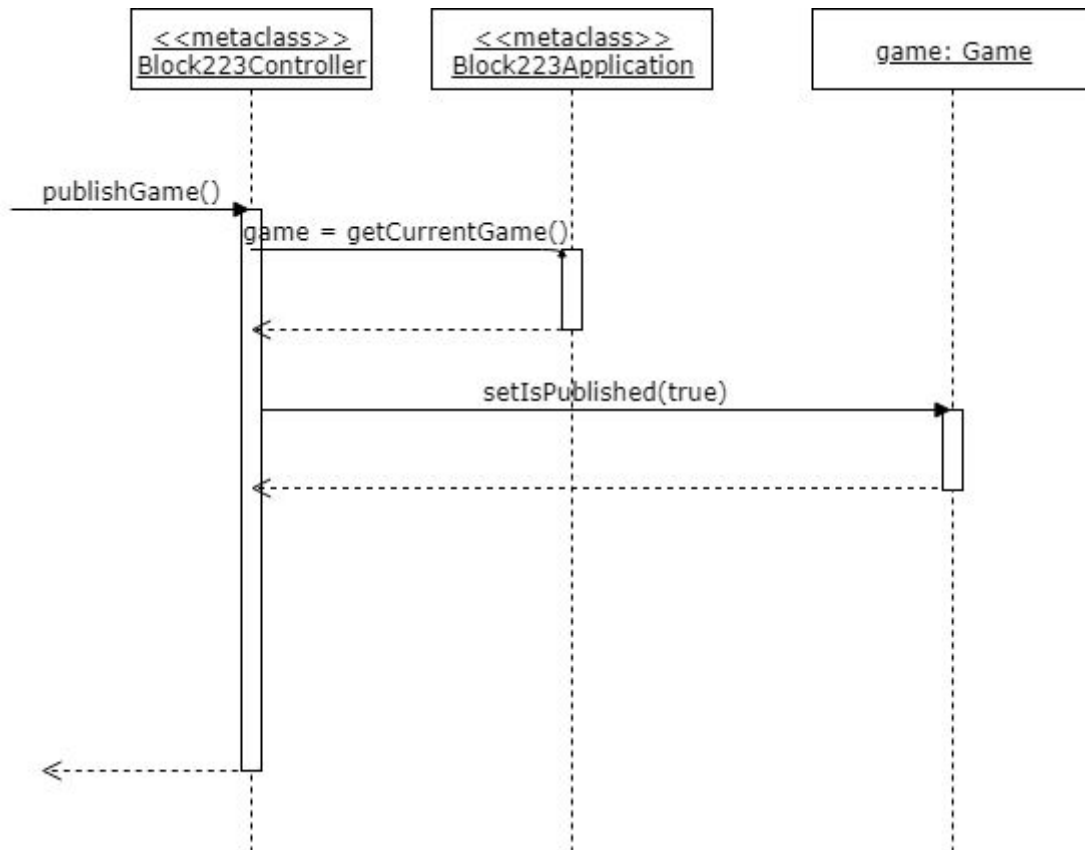 <<metaclass>>
Block223Controller
<<metaclass>>
Block223Application
game: Game
publishGame()
game = getCurrentGame()
setIsPublished(true)